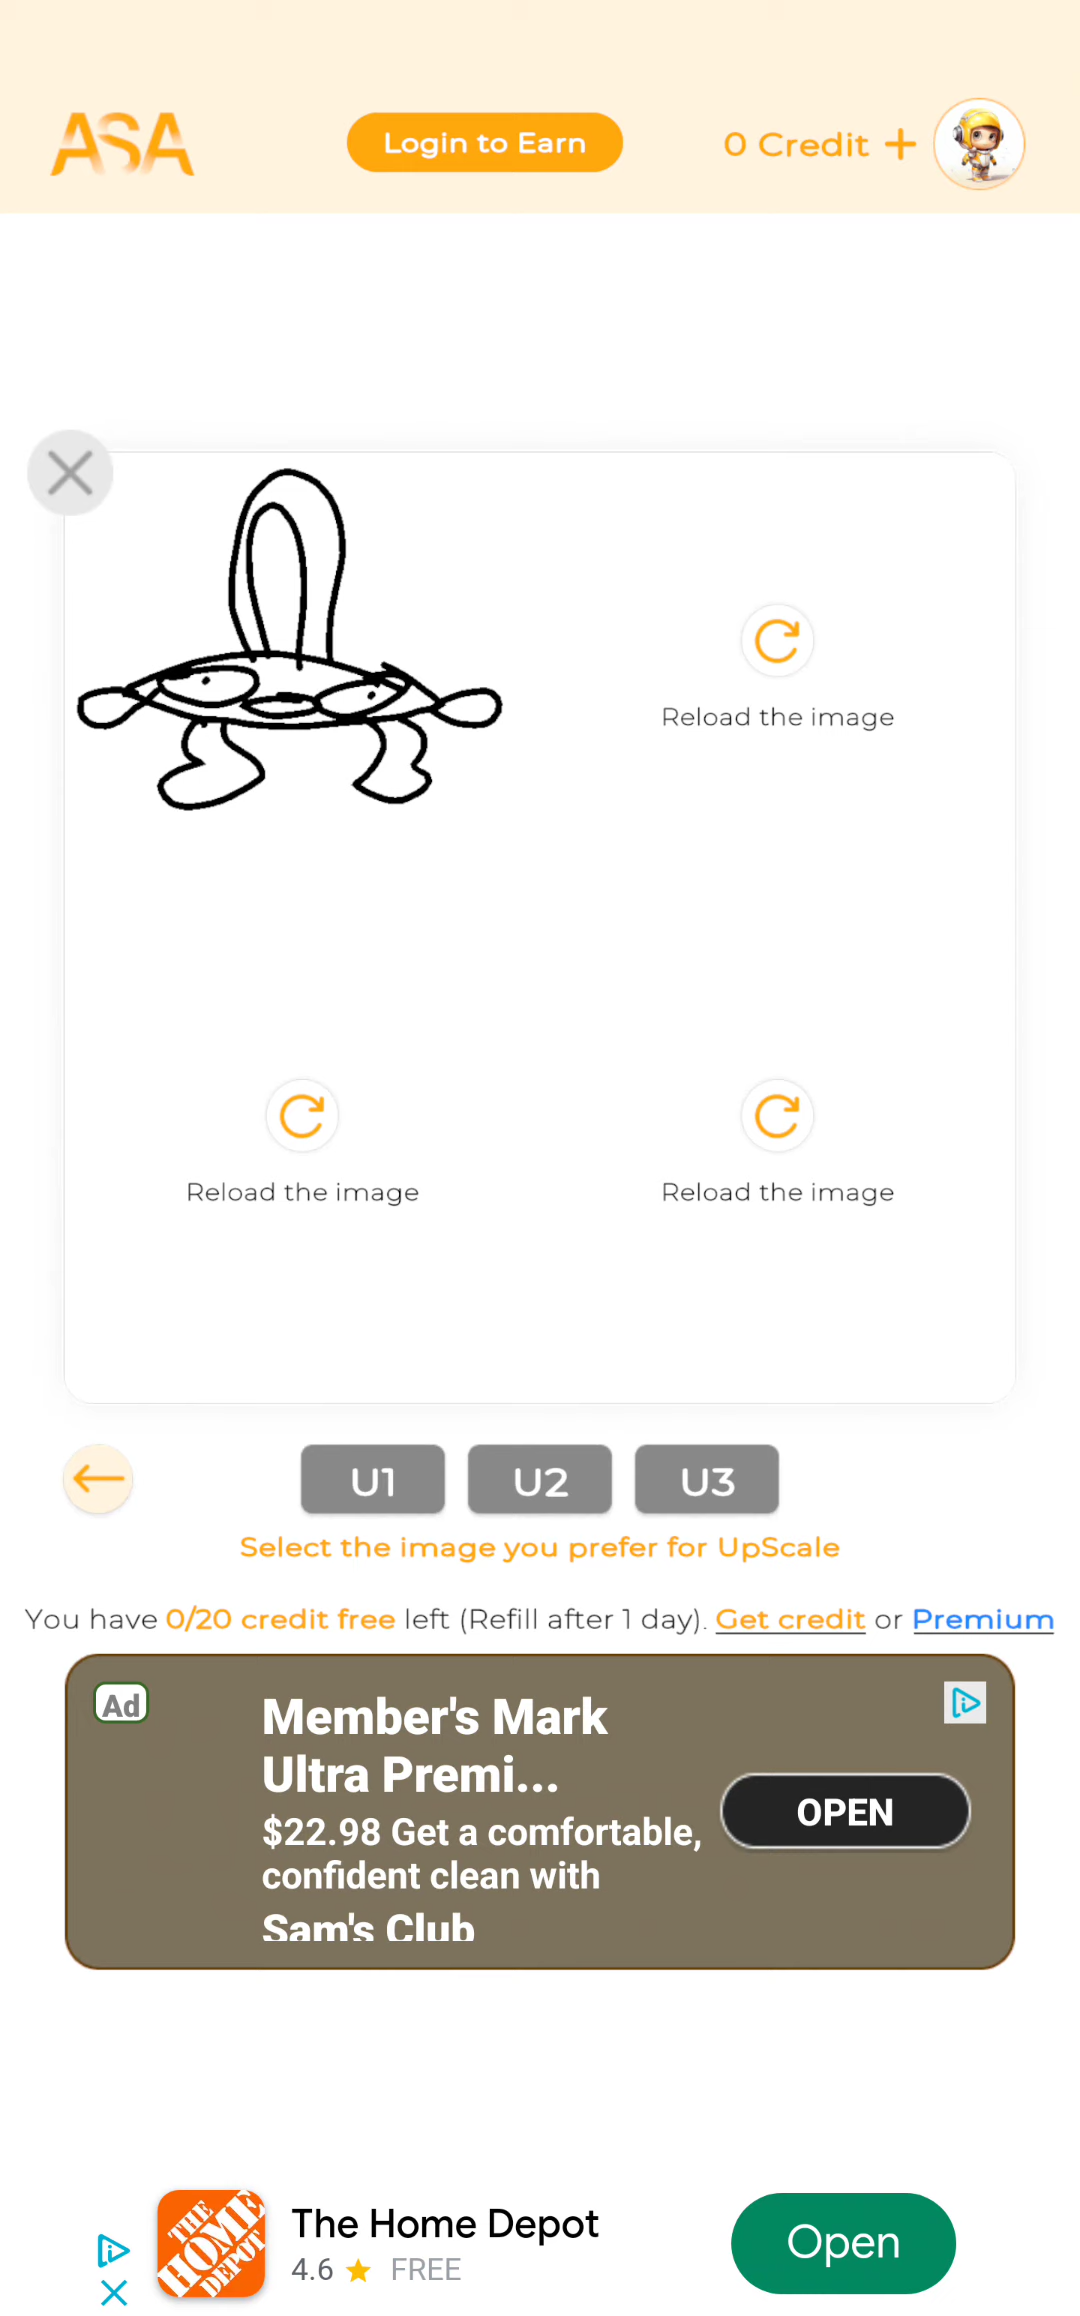 ASA
Login to Earn
0 Credit +
Reload the image
Reload the image
Reload the image
U1
U2
U3
Select the image you prefer for UpScale
You have 0/20 credit free left (Refill after 1 day). Get credit or Premium
Ad
Member's Mark
Ultra Premi...
$22.98 Get a comfortable,
confident clean with
Sam's Club
OPEN
THE
HOME
DEPOT
The Home Depot
4.6 ★ FREE
Open